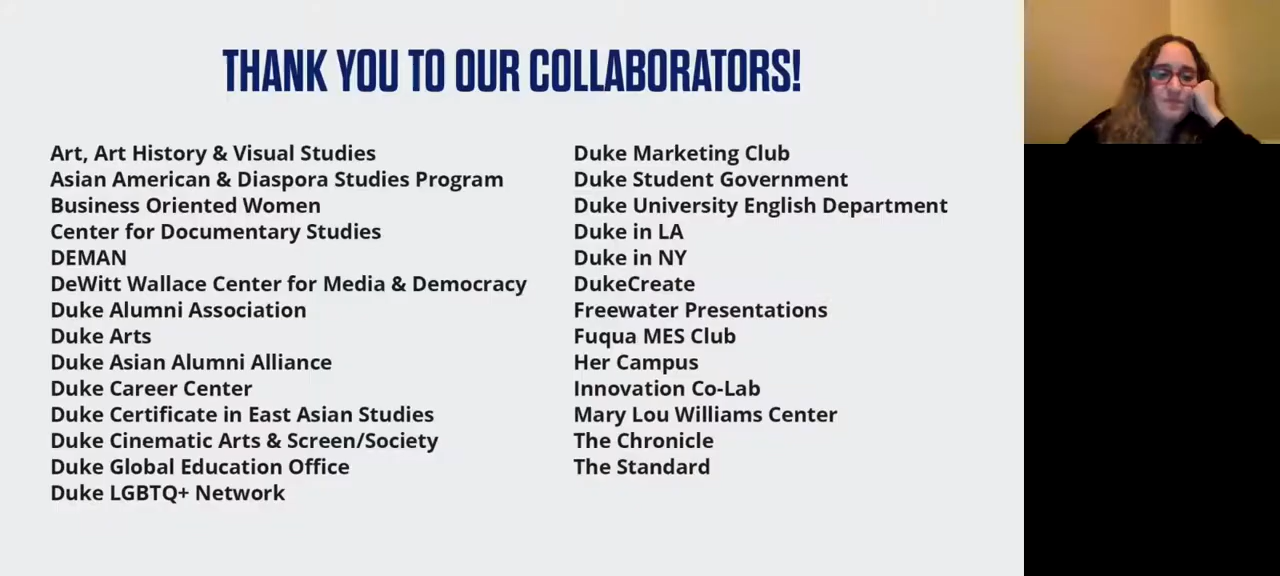 THANK YOU TO OUR COLLABORATORS!
Art, Art History & Visual Studies
Asian American & Diaspora Studies Program
Business Oriented Women
Center for Documentary Studies
DEMAN
DeWitt Wallace Center for Media & Democracy
Duke Alumni Association
Duke Arts
Duke Asian Alumni Alliance
Duke Career Center
Duke Certificate in East Asian Studies
Duke Cinematic Arts & Screen/Society
Duke Global Education Office
Duke LGBTQ+ Network
Duke Marketing Club
Duke Student Government
Duke University English Department
Duke in LA
Duke in NY
DukeCreate
Freewater Presentations
Fuqua MES Club
Her Campus
Innovation Co-Lab
Mary Lou Williams Center
The Chronicle
The Standard